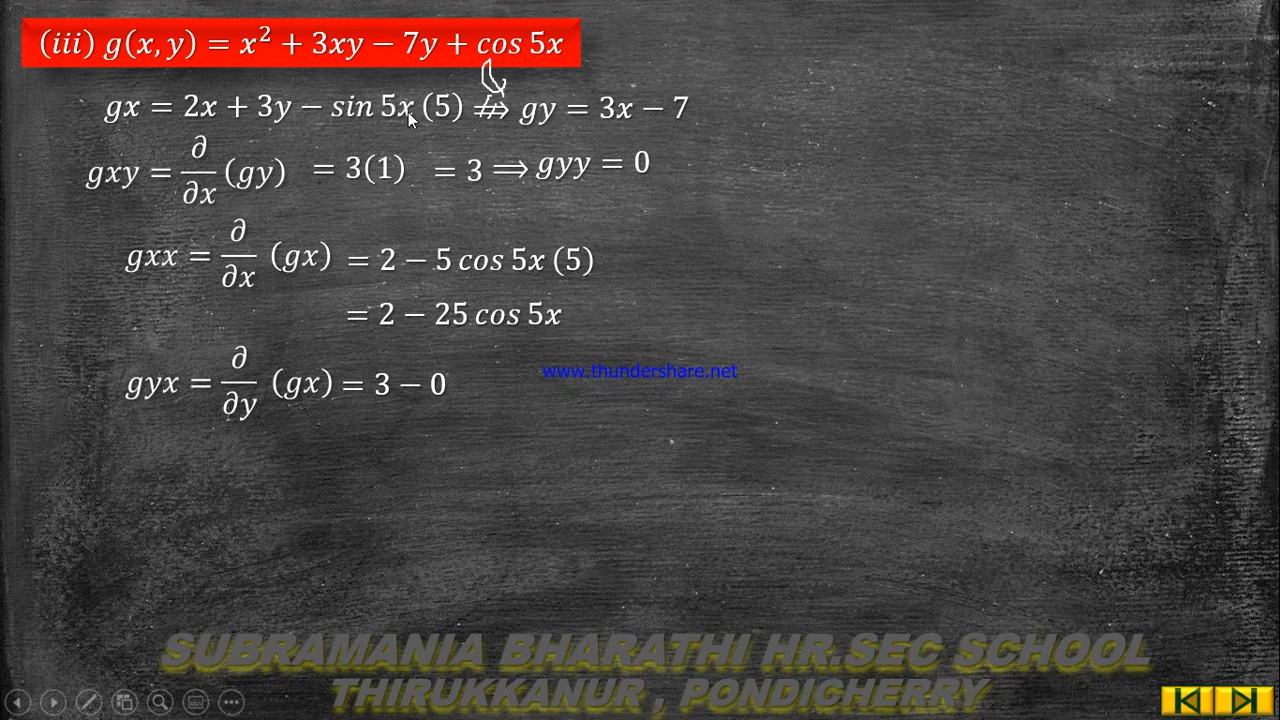 (iii) g(x, y) = x² + 3xy − 7y + cos 5x
gx = 2x + 3y − sin 5x (5) ⟹ gy = 3x − 7
gxy = ∂/∂x (gy) = 3(1) = 3 ⟹ gyy = 0
gxx = ∂/∂x (gx) = 2 − 5 cos 5x (5)
= 2 − 25 cos 5x
www.thundershare.net
gyx = ∂/∂y (gx) = 3 − 0
SUBRAMANIA BHARATHI HR.SEC SCHOOL
THIRUKKANUR , PONDICHERRY